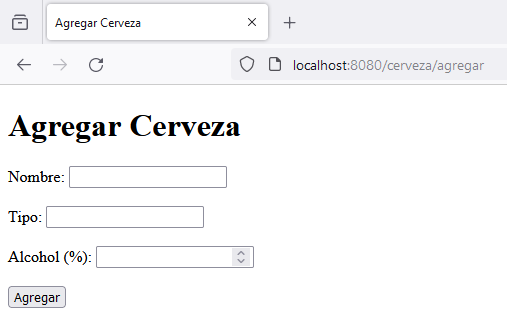 Agregar Cerveza
localhost:8080/cerveza/agregar
Agregar Cerveza
Nombre:
Tipo:
Alcohol (%):
Agregar